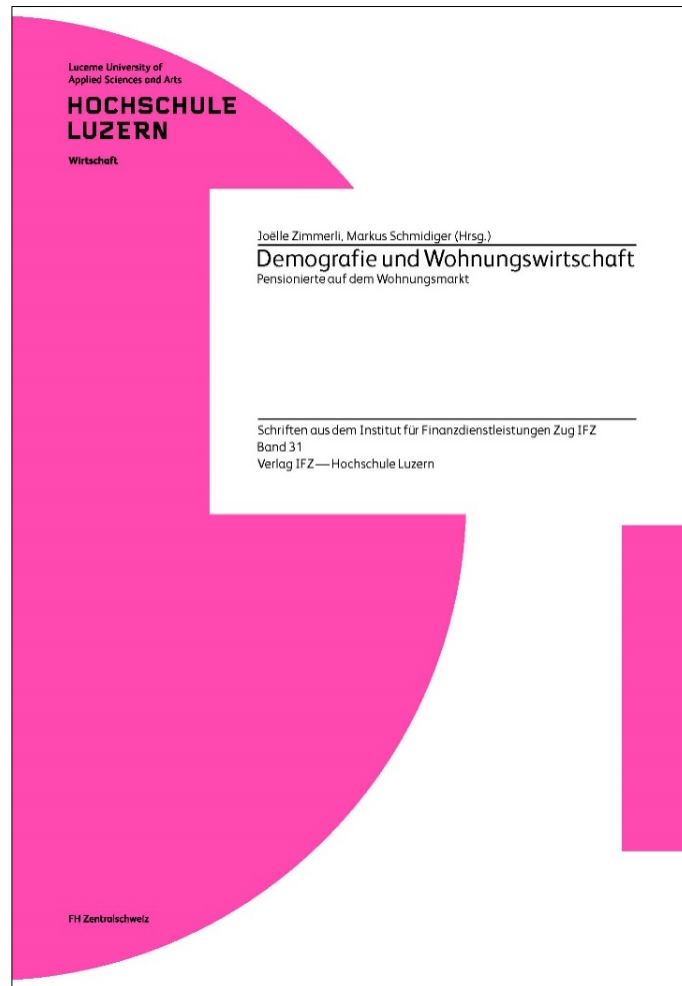 Lucerne University of
Applied Sciences and Arts
HOCHSCHULE
LUZERN
Wirtschaft
Joëlle Zimmerli, Markus Schmidiger (Hrsg.)
Demografie und Wohnungswirtschaft
Pensionierte auf dem Wohnungsmarkt
Schriften aus dem Institut für Finanzdienstleistungen Zug IFZ
Band 31
Verlag IFZ — Hochschule Luzern
FH Zentralschweiz